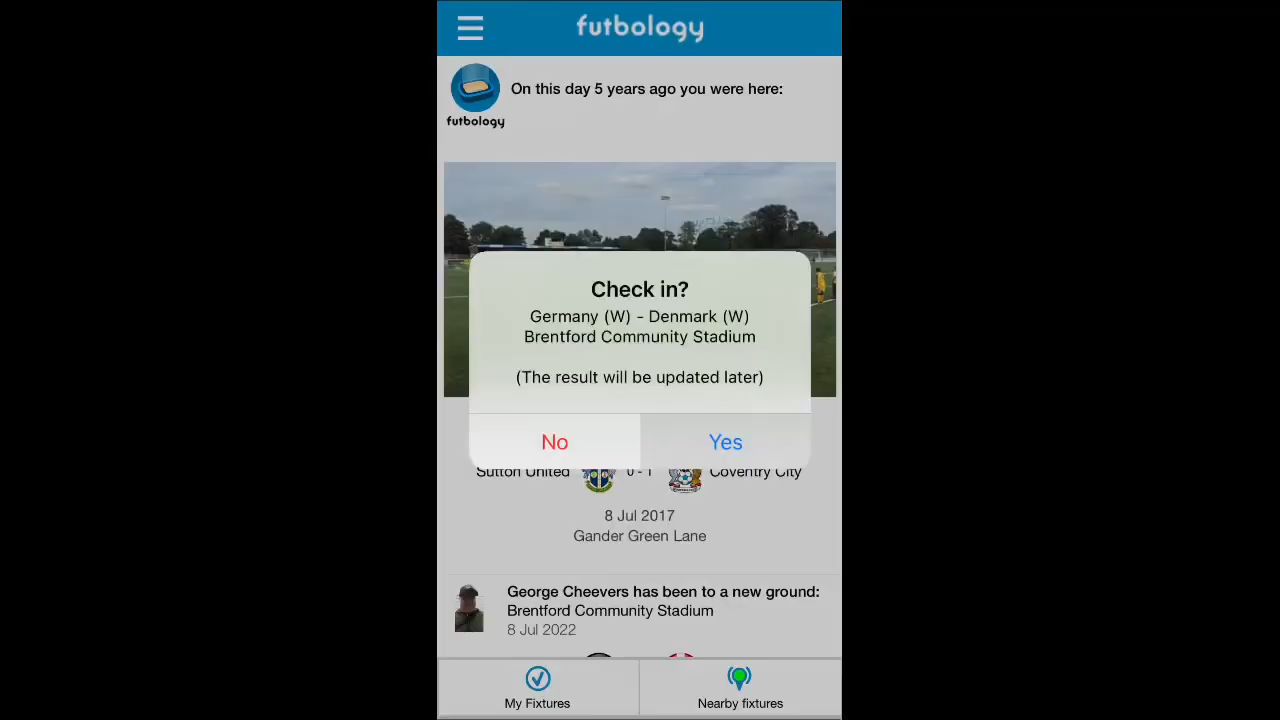 futbology
On this day 5 years ago you were here:
futbology
Check in?
Germany (W) - Denmark (W)
Brentford Community Stadium
(The result will be updated later)
No
Yes
Sutton United 0 - 1 Coventry City
8 Jul 2017
Gander Green Lane
George Cheevers has been to a new ground:
Brentford Community Stadium
8 Jul 2022
My Fixtures
Nearby fixtures